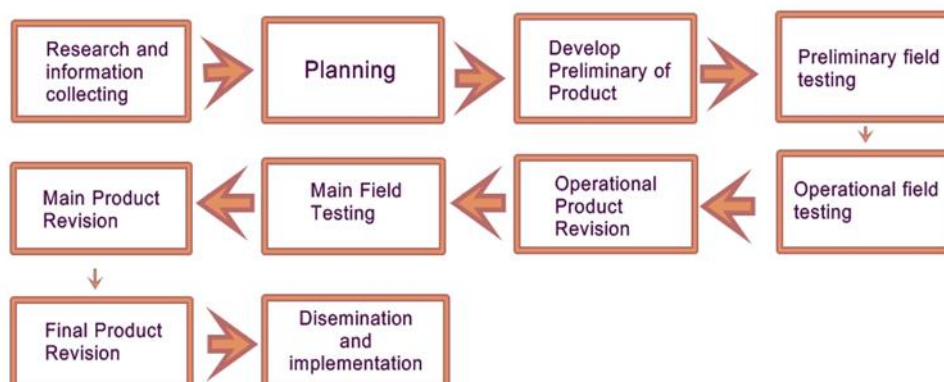 Research and
information
collecting
Planning
Develop
Preliminary of
Product
Preliminary field
testing
Operational field
testing
Operational
Product
Revision
Main Field
Testing
Main Product
Revision
Final Product
Revision
Disemination
and
implementation